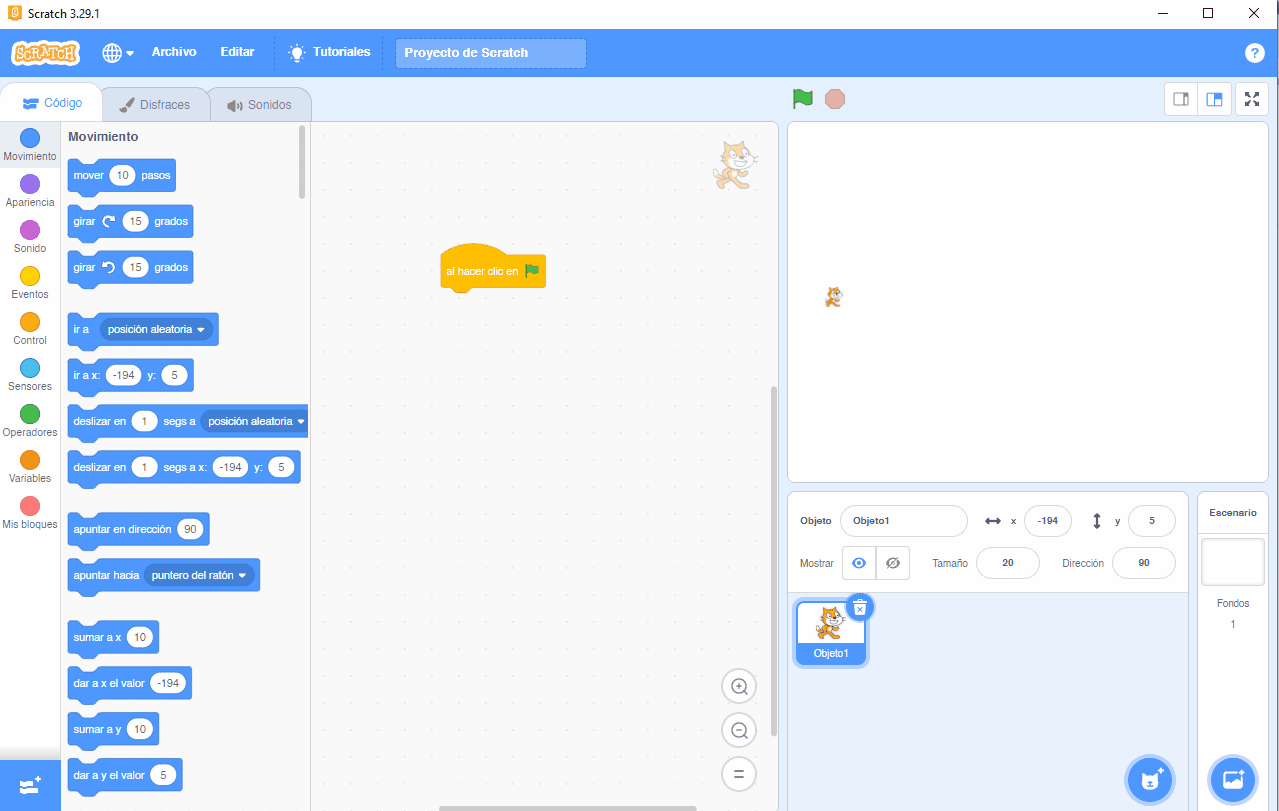 Scratch 3.29.1
SCRATCH Archivo Editar Tutoriales Proyecto de Scratch ?
Código Disfraces Sonidos
Movimiento
Apariencia
Sonido
Eventos
Control
Sensores
Operadores
Variables
Mis bloques
Movimiento
mover 10 pasos
girar 15 grados
girar 15 grados
ir a posición aleatoria
ir a x: -194 y: 5
deslizar en 1 segs a posición aleatoria
deslizar en 1 segs a x: -194 y: 5
apuntar en dirección 90
apuntar hacia puntero del ratón
sumar a x 10
dar a x el valor -194
sumar a y 10
dar a y el valor 5
al hacer clic en
Objeto Objeto1 x -194 y 5
Mostrar Tamaño 20 Dirección 90
Objeto1
Escenario
Fondos
1